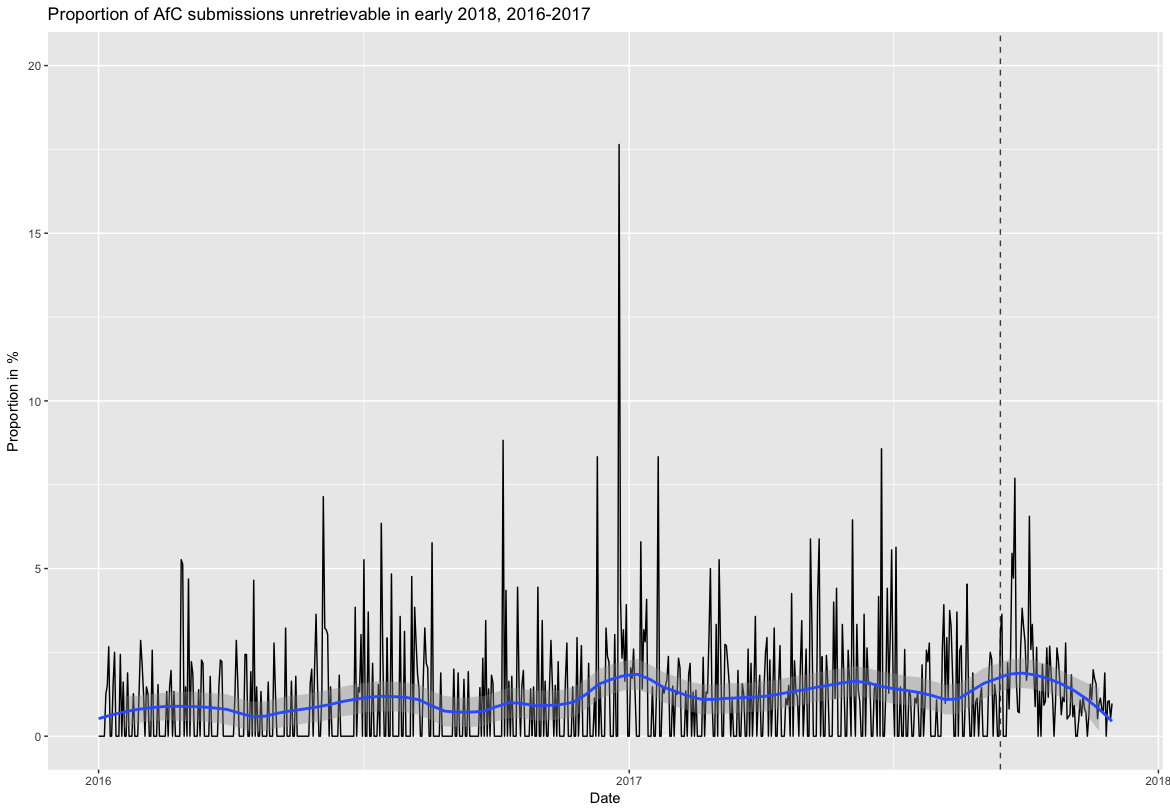 Proportion of AfC submissions unretrievable in early 2018, 2016-2017
20
15
10
5
0
Proportion in %
2016
2017
2018
Date